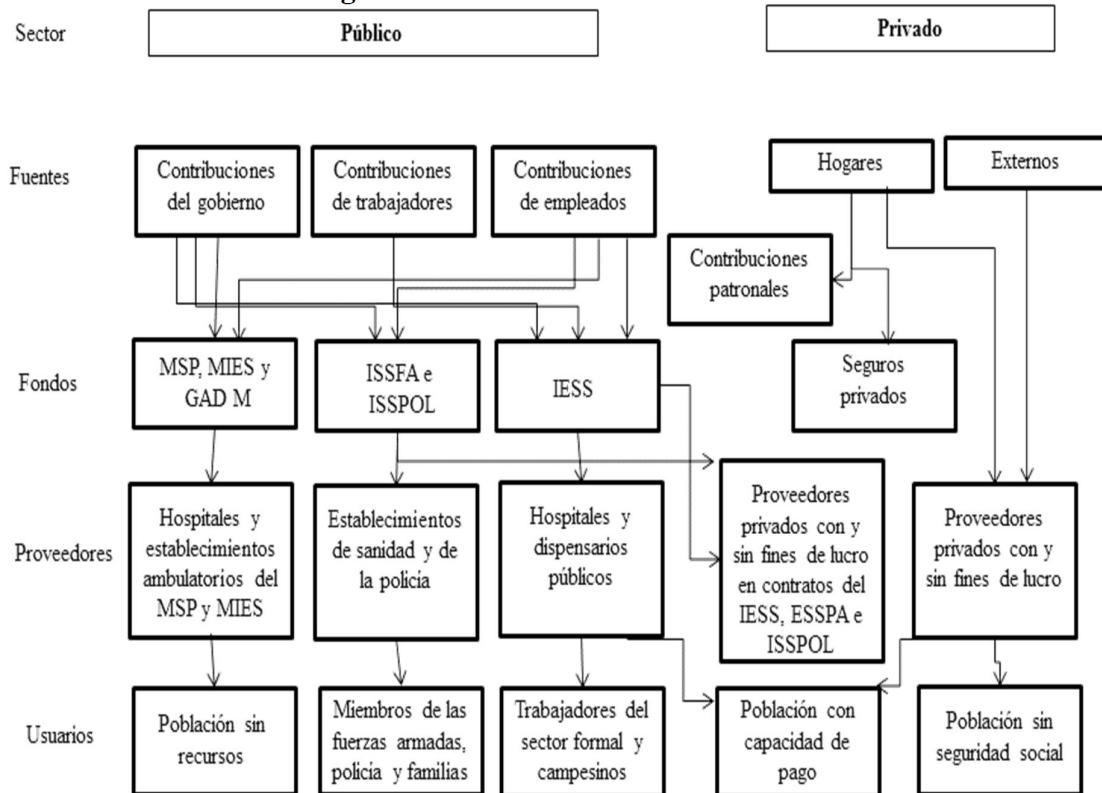 Sector
Público
Privado
Fuentes
Contribuciones
del gobierno
Contribuciones
de trabajadores
Contribuciones
de empleados
Hogares
Externos
Contribuciones
patronales
Fondos
MSP, MIES y
GAD M
ISSFA e
ISSPOL
IESS
Seguros
privados
Proveedores
Hospitales y
establecimientos
ambulatorios del
MSP y MIES
Establecimientos
de sanidad y de
la policía
Hospitales y
dispensarios
públicos
Proveedores
privados con y
sin fines de lucro
en contratos del
IESS, ESSPA e
ISSPOL
Proveedores
privados con y
sin fines de lucro
Usuarios
Población sin
recursos
Miembros de las
fuerzas armadas,
policía y familias
Trabajadores del
sector formal y
campesinos
Población con
capacidad de
pago
Población sin
seguridad social